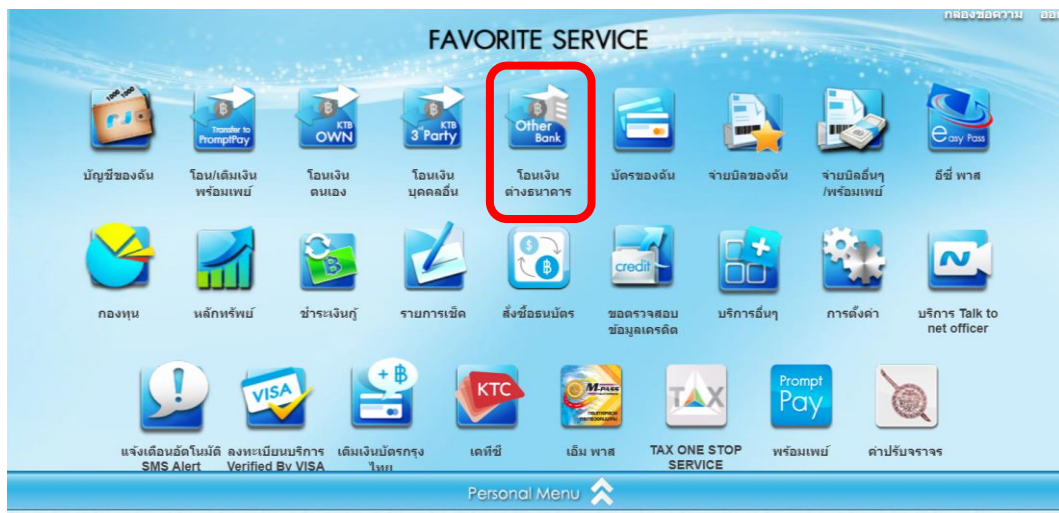 กล่องข้อความ
FAVORITE SERVICE
1000 1000
Transfer to
PromptPay
KTB
OWN
KTB
3 Party
Other
Bank
easy Pass
บัญชีของฉัน
โอน/เติมเงิน
พร้อมเพย์
โอนเงิน
ตนเอง
โอนเงิน
บุคคลอื่น
โอนเงิน
ต่างธนาคาร
บัตรของฉัน
จ่ายบิลของฉัน
จ่ายบิลอื่นๆ
/พร้อมเพย์
อีซี่ พาส
credit
กองทุน
หลักทรัพย์
ชำระเงินกู้
รายการเช็ค
สั่งซื้อธนบัตร
ขอตรวจสอบ
ข้อมูลเครดิต
บริการอื่นๆ
การตั้งค่า
บริการ Talk to
net officer
VISA
+ ฿
KTC
M-PASS
TAX
Prompt
Pay
แจ้งเตือนอัตโนมัติ
SMS Alert
ลงทะเบียนบริการ
Verified By VISA
เติมเงินบัตรกรุง
ไทย
เคทีซี
เอ็ม พาส
TAX ONE STOP
SERVICE
พร้อมเพย์
ค่าปรับจราจร
Personal Menu